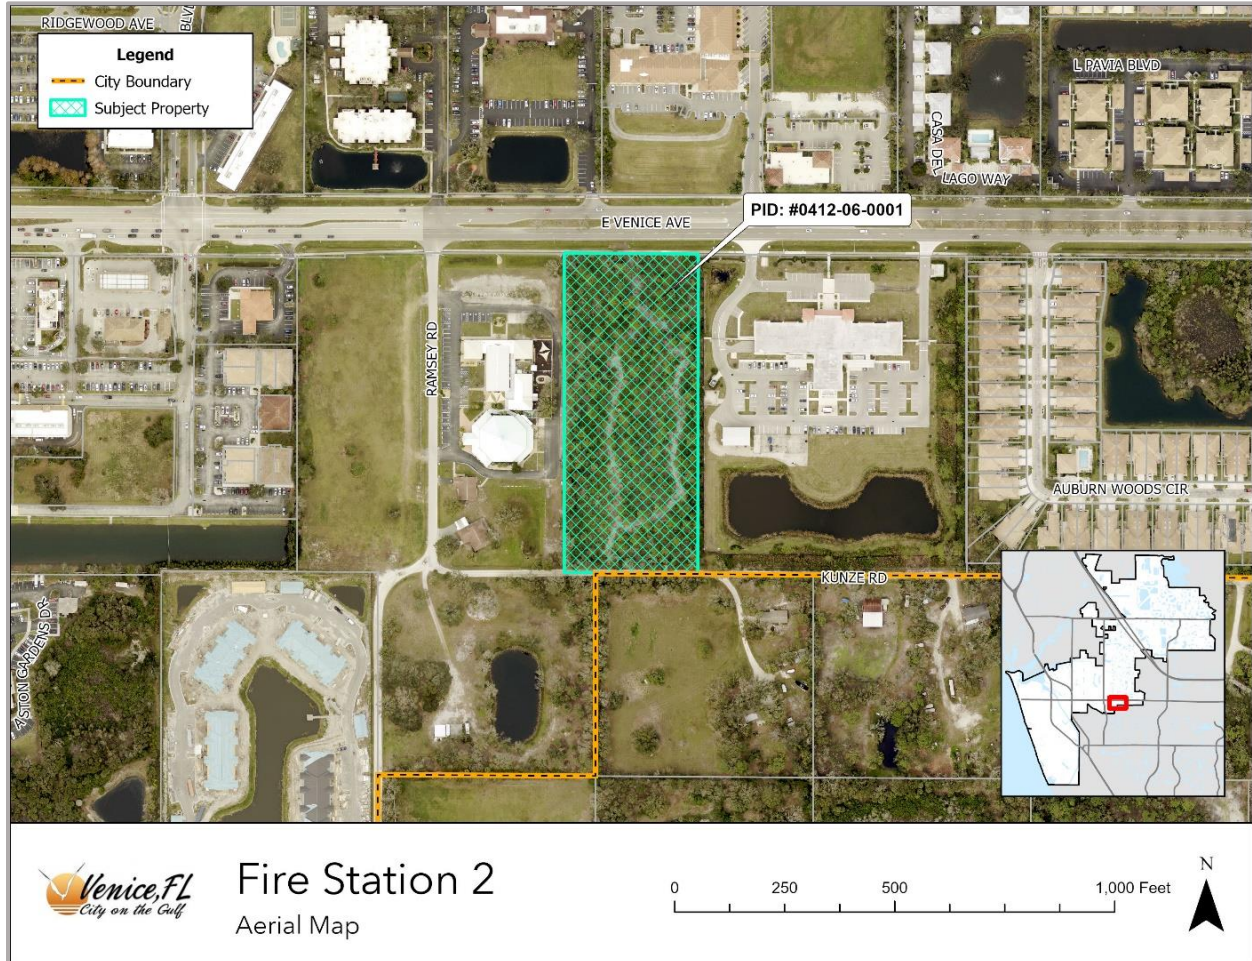 RIDGEWOOD AVE
BLVD
Legend
City Boundary
Subject Property
L PAVIA BLVD
CASA DEL
LAGO WAY
PID: #0412-06-0001
E VENICE AVE
RAMSEY RD
AUBURN WOODS CIR
KUNZE RD
ASTON GARDENS DR
Venice, FL
City on the Gulf
Fire Station 2
Aerial Map
0 250 500 1,000 Feet
N